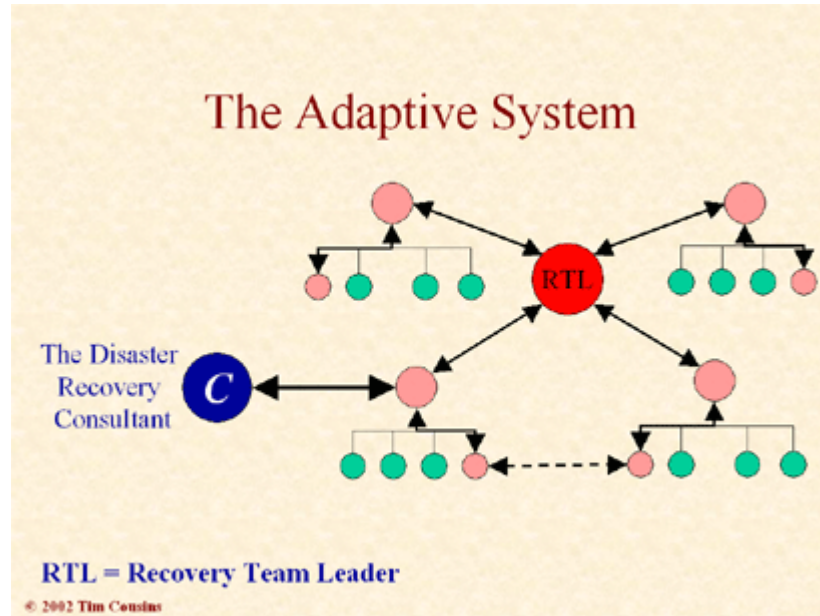 The Adaptive System
RTL
The Disaster
Recovery
Consultant
C
RTL = Recovery Team Leader
© 2002 Tim Cousins